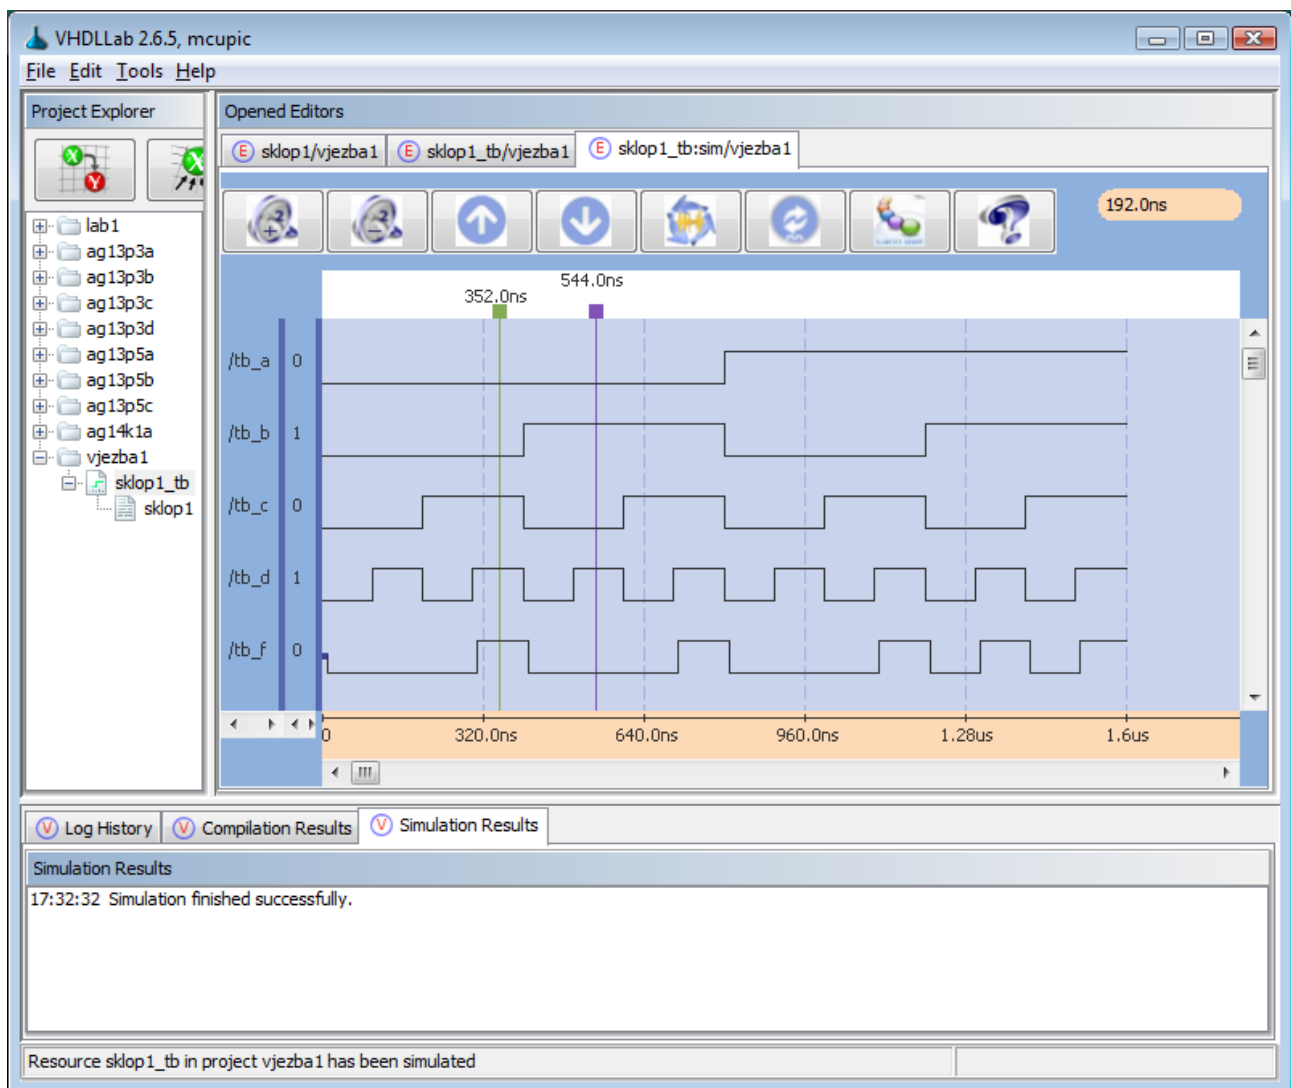 VHDLLab 2.6.5, mcupic
File Edit Tools Help
Project Explorer
lab1
ag13p3a
ag13p3b
ag13p3c
ag13p3d
ag13p5a
ag13p5b
ag13p5c
ag14k1a
vjezba1
sklop1_tb
sklop1
Opened Editors
E sklop1/vjezba1 E sklop1_tb/vjezba1 E sklop1_tb:sim/vjezba1
192.0ns
544.0ns
352.0ns
/tb_a 0
/tb_b 1
/tb_c 0
/tb_d 1
/tb_f 0
0 320.0ns 640.0ns 960.0ns 1.28us 1.6us
V Log History V Compilation Results V Simulation Results
Simulation Results
17:32:32 Simulation finished successfully.
Resource sklop1_tb in project vjezba1 has been simulated